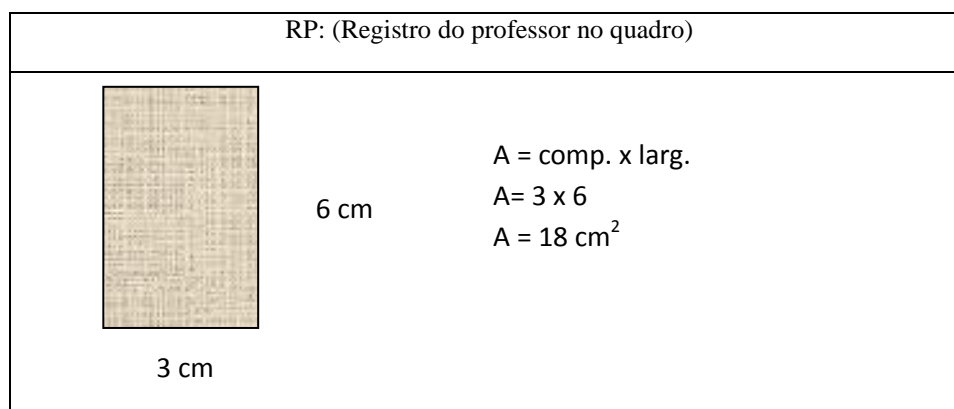 RP: (Registro do professor no quadro)
A = comp. x larg.
A= 3 x 6
6 cm
A = 18 cm²
3 cm